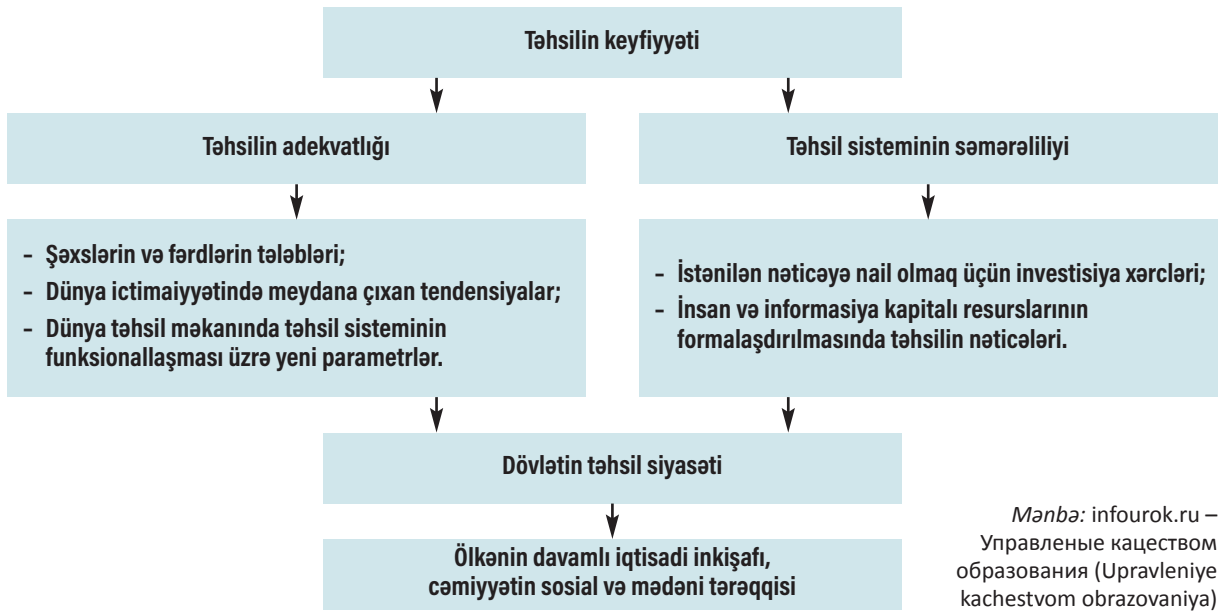 Təhsilin keyfiyyəti
Təhsilin adekvatlığı
Təhsil sisteminin səmərəliliyi
– Şəxslərin və fərdlərin tələbləri;
– Dünya ictimaiyyətində meydana çıxan tendensiyalar;
– Dünya təhsil məkanında təhsil sisteminin
funksionallaşması üzrə yeni parametrlər.
– İstənilən nəticəyə nail olmaq üçün investisiya xərcləri;
– İnsan və informasiya kapitalı resurslarının
formalaşdırılmasında təhsilin nəticələri.
Dövlətin təhsil siyasəti
Ölkənin davamlı iqtisadi inkişafı,
cəmiyyətin sosial və mədəni tərəqqisi
Mənbə: infourok.ru –
Управленые кацеством
образования (Upravleniye
kachestvom obrazovaniya)